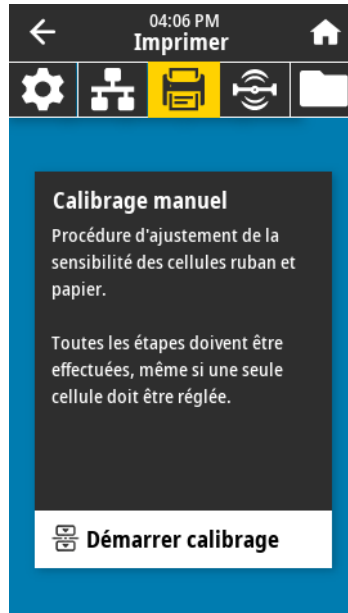 04:06 PM
Imprimer
Calibrage manuel
Procédure d'ajustement de la
sensibilité des cellules ruban et
papier.
Toutes les étapes doivent être
effectuées, même si une seule
cellule doit être réglée.
Démarrer calibrage